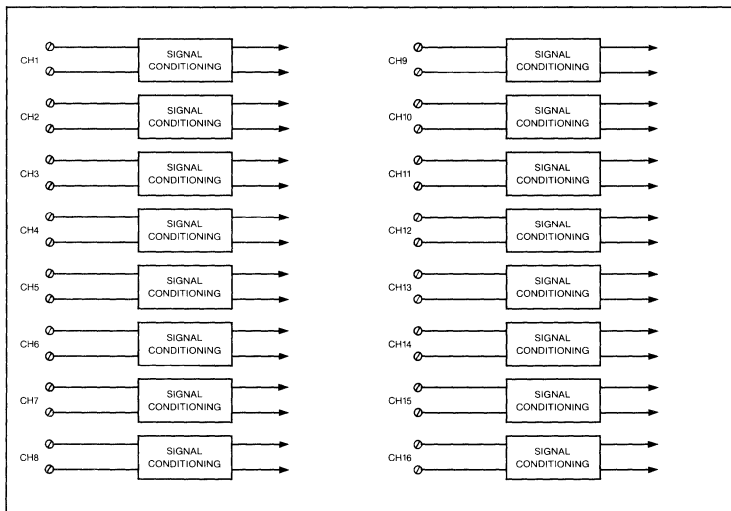 CH1
SIGNAL
CONDITIONING
CH2
SIGNAL
CONDITIONING
CH3
SIGNAL
CONDITIONING
CH4
SIGNAL
CONDITIONING
CH5
SIGNAL
CONDITIONING
CH6
SIGNAL
CONDITIONING
CH7
SIGNAL
CONDITIONING
CH8
SIGNAL
CONDITIONING
CH9
SIGNAL
CONDITIONING
CH10
SIGNAL
CONDITIONING
CH11
SIGNAL
CONDITIONING
CH12
SIGNAL
CONDITIONING
CH13
SIGNAL
CONDITIONING
CH14
SIGNAL
CONDITIONING
CH15
SIGNAL
CONDITIONING
CH16
SIGNAL
CONDITIONING